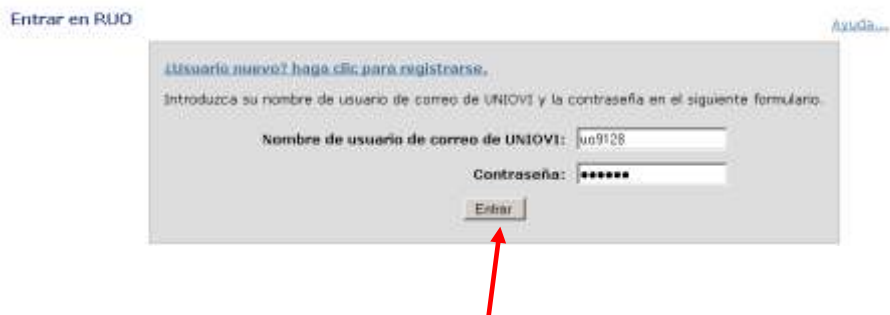 Entrar en RUO
Ayuda...
¿Usuario nuevo? haga clic para registrarse.
Introduzca su nombre de usuario de correo de UNIOVI y la contraseña en el siguiente formulario.
Nombre de usuario de correo de UNIOVI: uo9128
Contraseña: ●●●●●●
Entrar